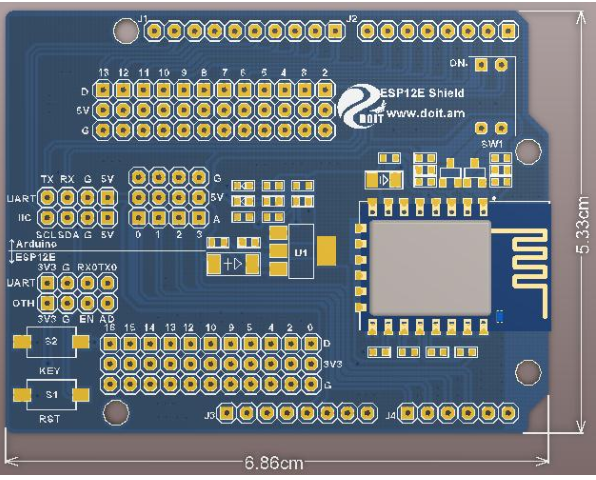 J1 J2
13 12 11 10 9 8 7 6 5 4 3 2
ON
D
5V
G
ESP12E Shield
www.doit.am
DOIT
SW1
TX RX G 5V
UART
IIC
SCL SDA G 5V
G
5V
A
0 1 2 3
Arduino
ESP12E
3V3 G RX0 TX0
UART
OTH
3V3 G EN AD
U1
S2
KEY
S1
RST
16 15 14 13 12 10 9 5 4 2 0
D
3V3
G
J3 J4
5.33cm
6.86cm